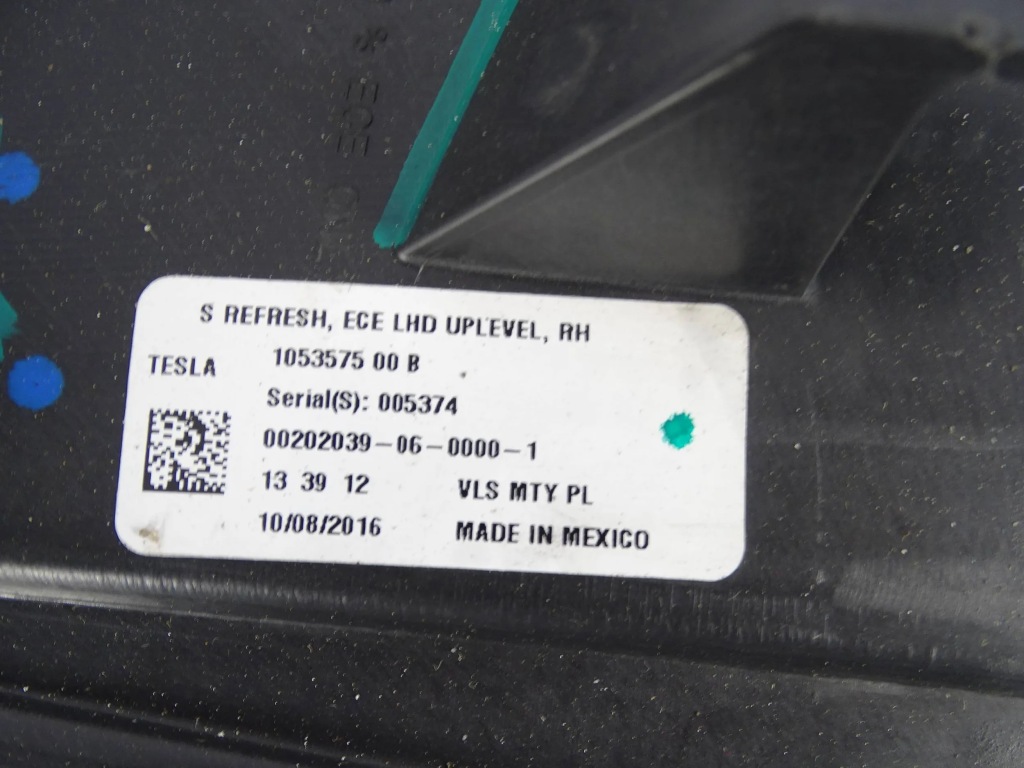 S REFRESH, ECE LHD UPLEVEL, RH
TESLA
1053575 00 B
Serial(S): 005374
00202039-06-0000-1
13 39 12
VLS MTY PL
10/08/2016
MADE IN MEXICO
ECE